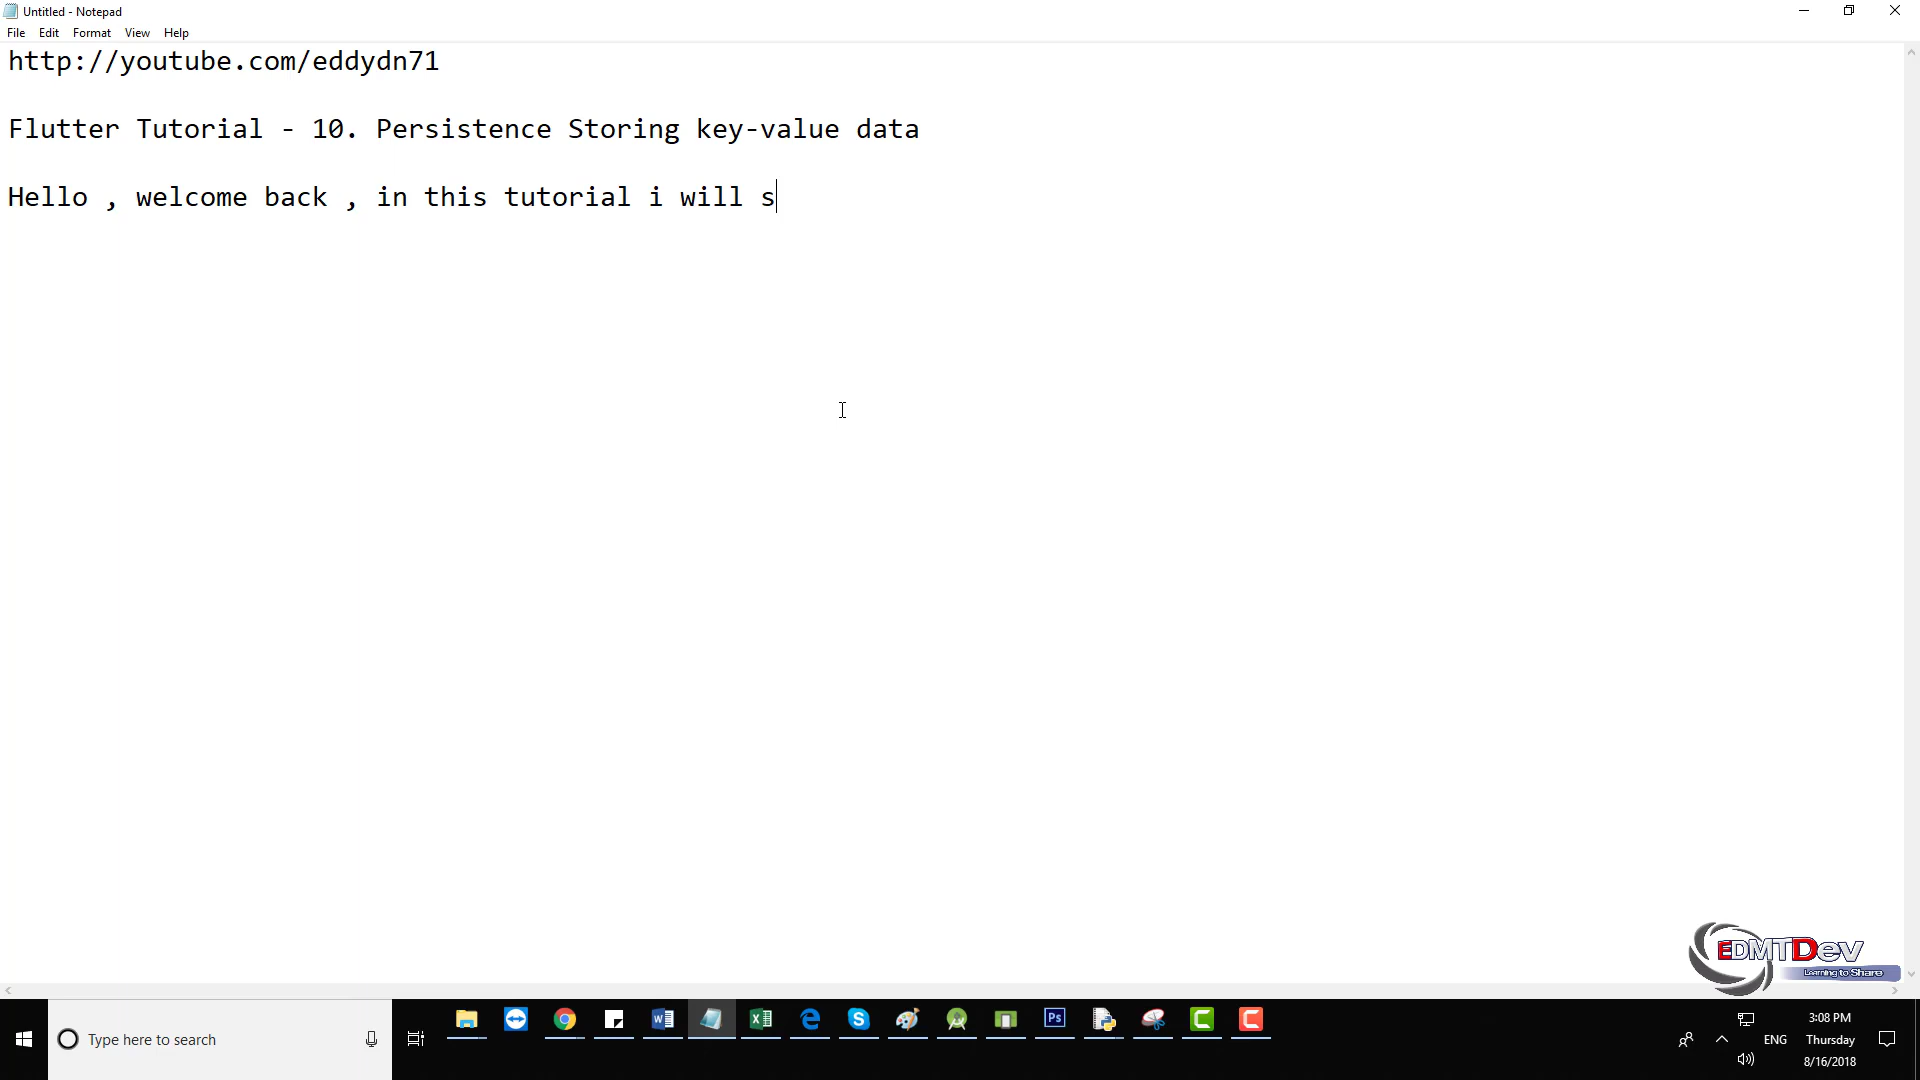 Untitled - Notepad
File Edit Format View Help
http://youtube.com/eddydn71
Flutter Tutorial - 10. Persistence Storing key-value data
Hello , welcome back , in this tutorial i will s
EDMTDev
Learning to Share
Type here to search
Ps
ENG
3:08 PM
Thursday
8/16/2018